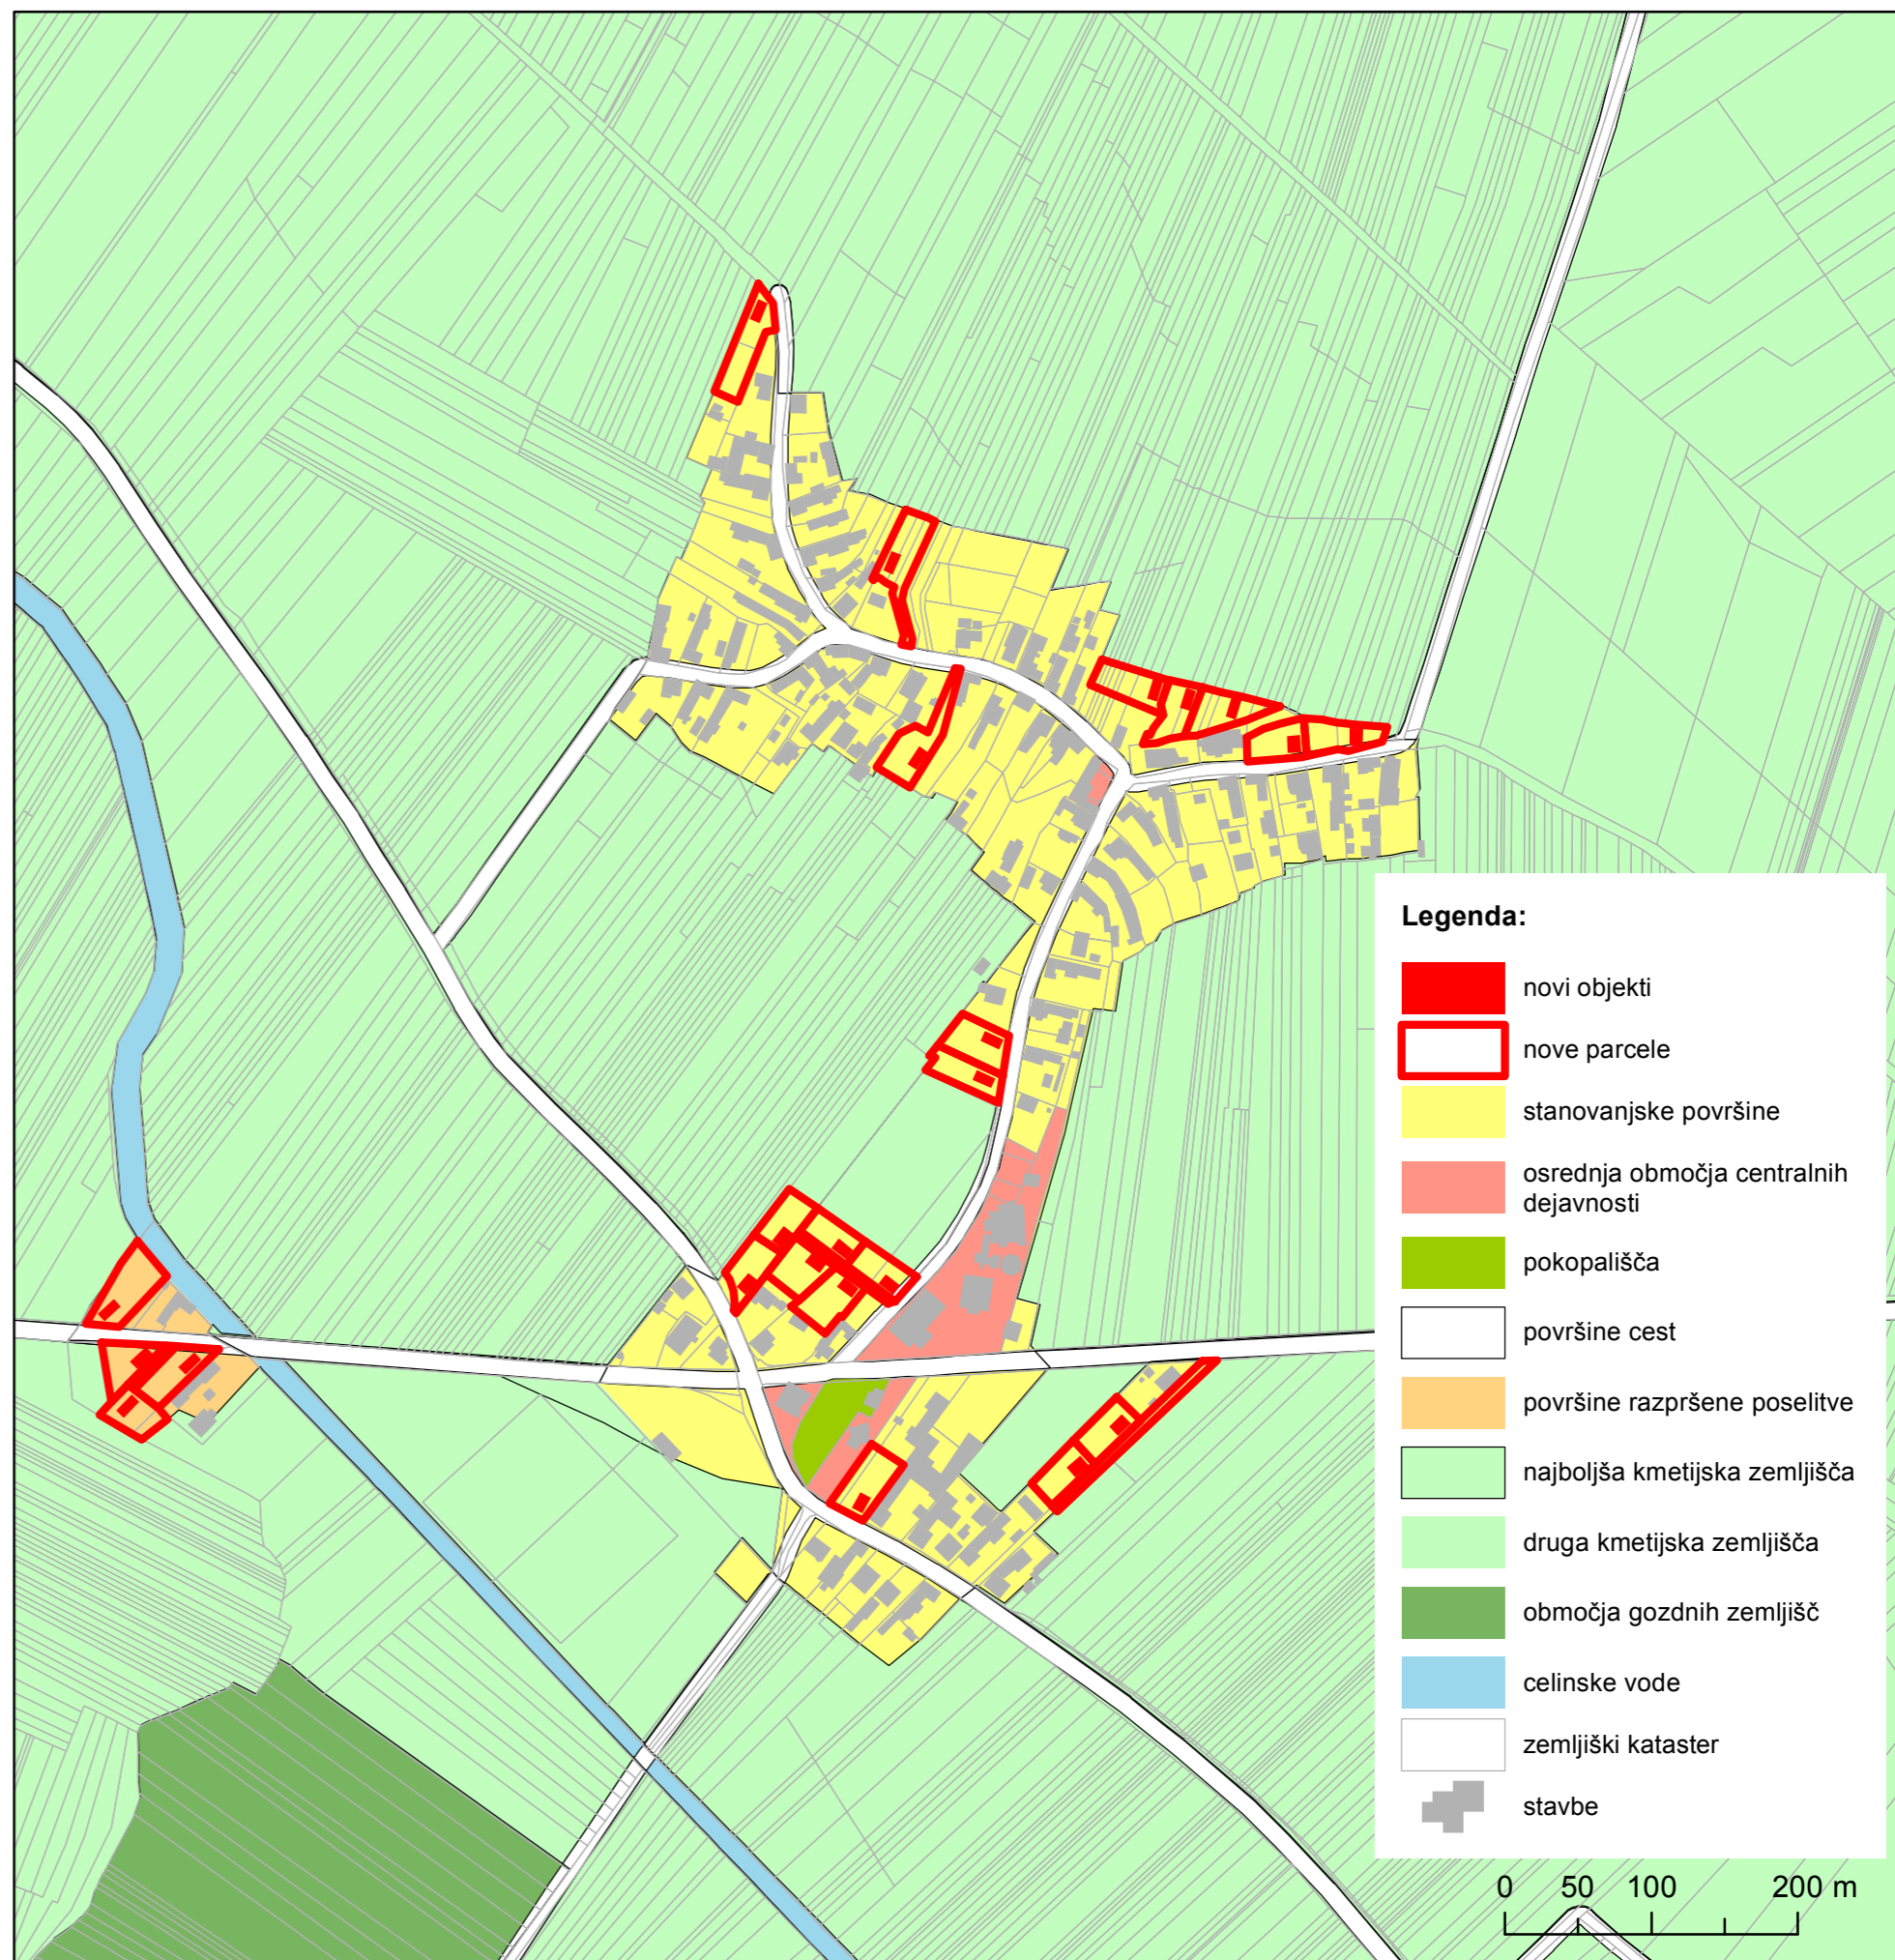 Legenda:
novi objekti
nove parcele
stanovanjske površine
osrednja območja centralnih
dejavnosti
pokopališča
površine cest
površine razpršene poselitve
najboljša kmetijska zemljišča
druga kmetijska zemljišča
območja gozdnih zemljišč
celinske vode
zemljiški kataster
stavbe
0 50 100 200 m